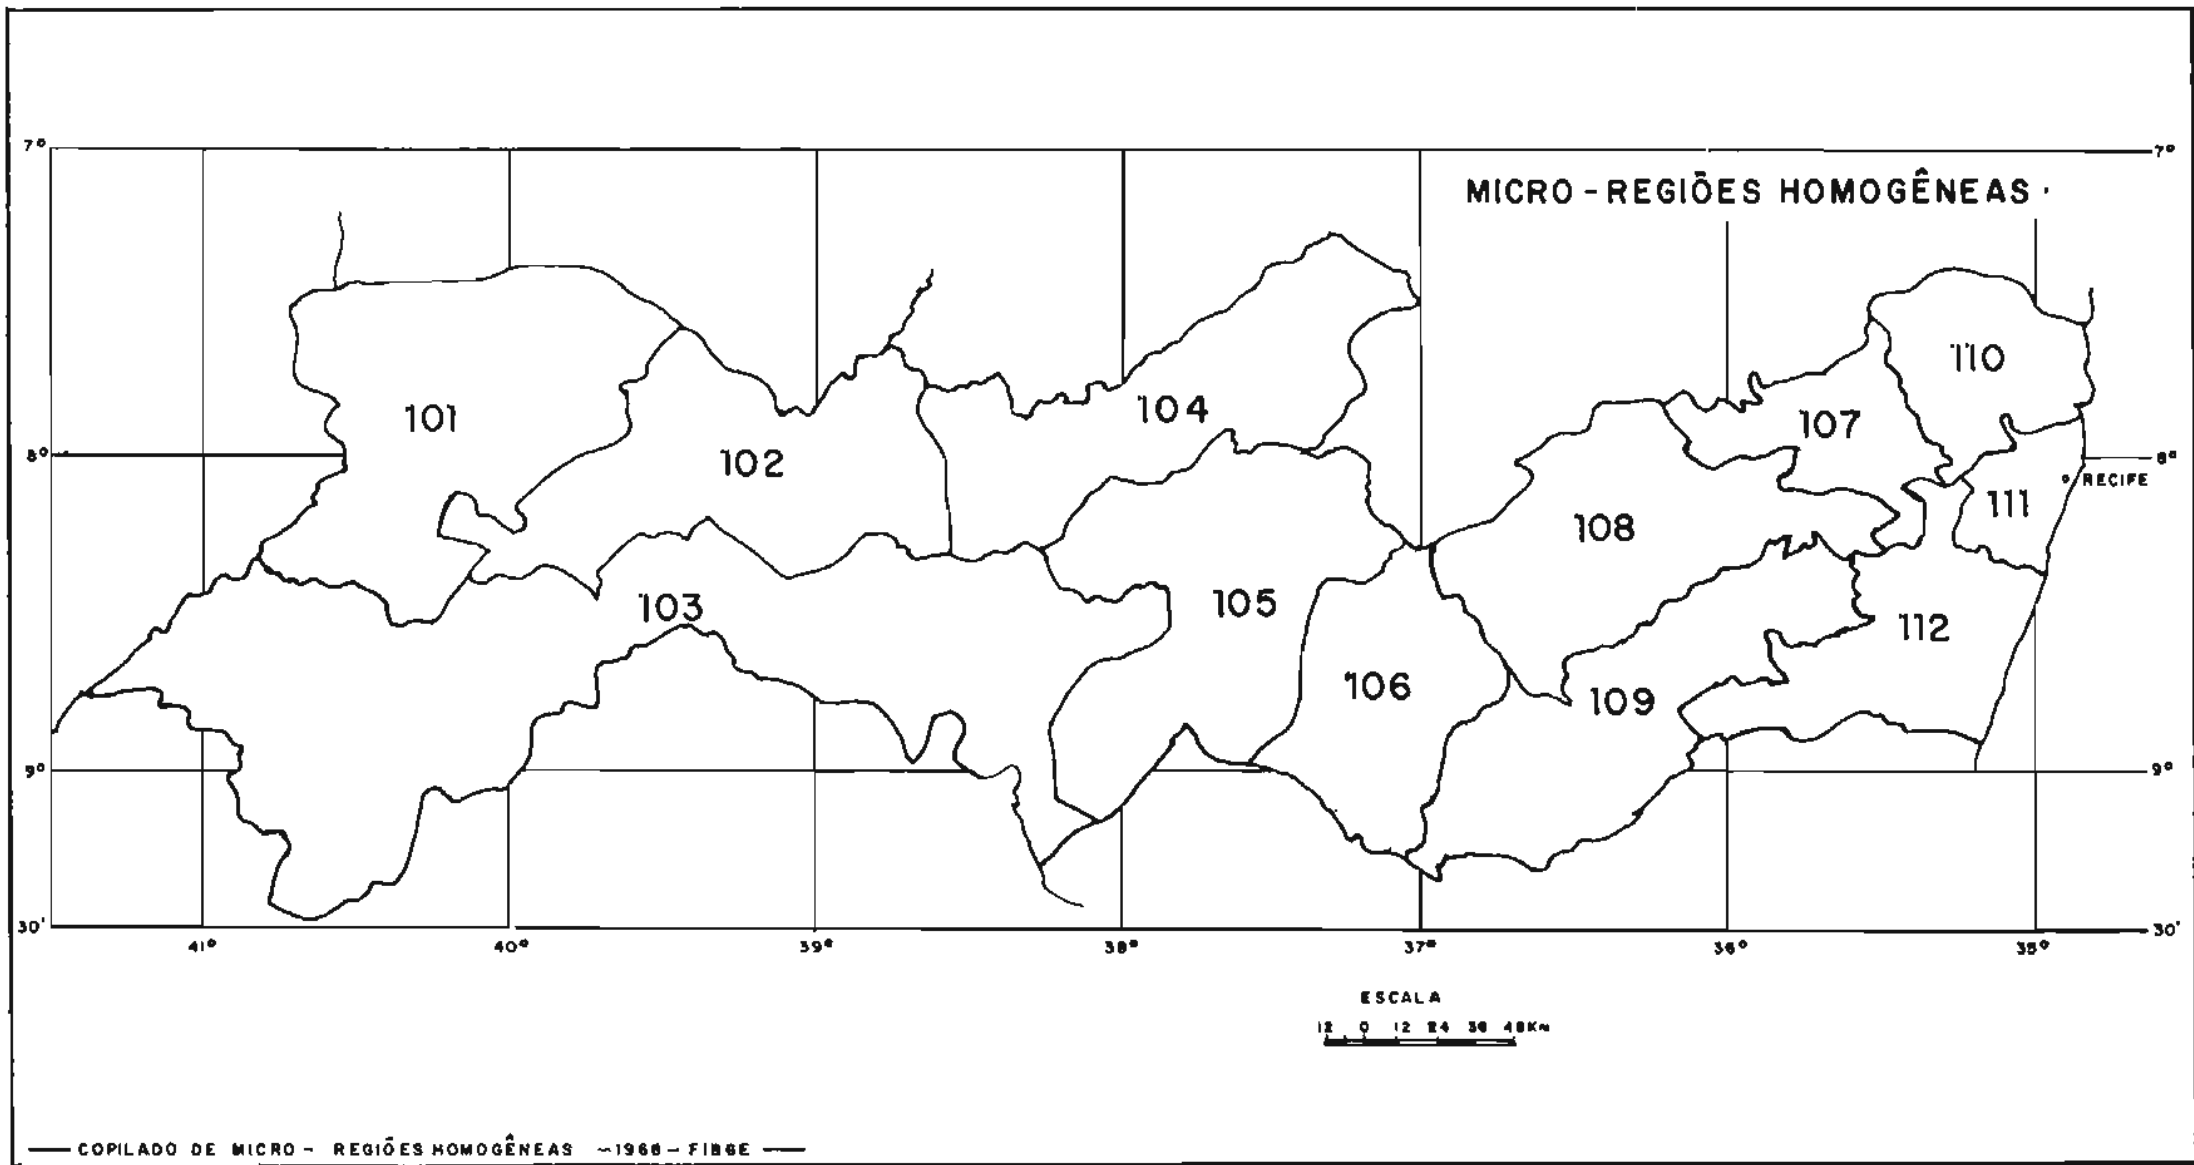 7° 7°
MICRO-REGIÕES HOMOGÊNEAS
110
104
101
107
8° 102 8°
RECIFE
111
108
103 105
112
106
109
9° 9°
30' 30'
41° 40° 39° 38° 37° 36° 35°
ESCALA
12 0 12 24 36 48Km
COPILADO DE MICRO- REGIÕES HOMOGÊNEAS -1968- FIBGE